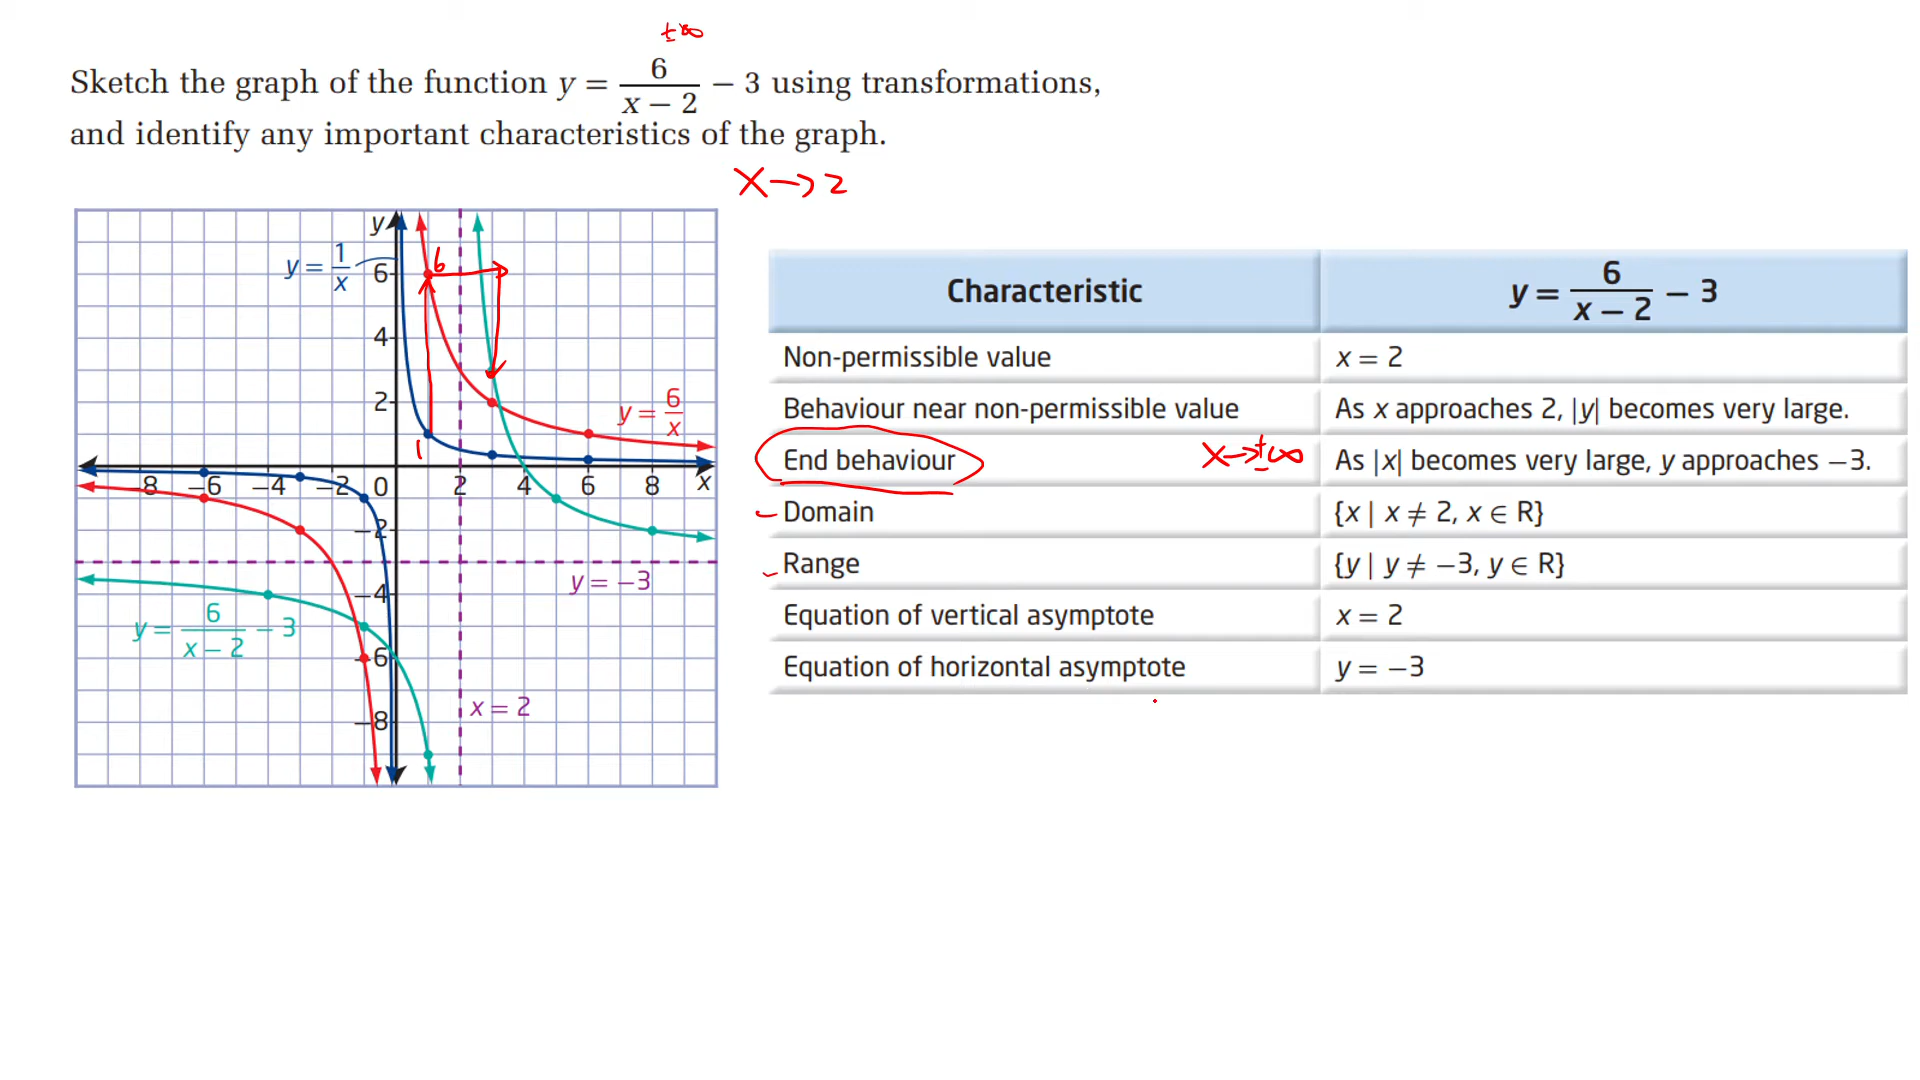 ±∞
Sketch the graph of the function y = 6/(x − 2) − 3 using transformations,
and identify any important characteristics of the graph.
x → 2
y
y = 1/x
6
6
4
2
y = 6/x
1
−8 −6 −4 −2 0 2 4 6 8 x
−2
y = −3
−4
y = 6/(x − 2) − 3
−6
x = 2
−8
Characteristic y = 6/(x − 2) − 3
Non-permissible value x = 2
Behaviour near non-permissible value As x approaches 2, |y| becomes very large.
End behaviour x → ±∞ As |x| becomes very large, y approaches −3.
Domain {x | x ≠ 2, x ∈ R}
Range {y | y ≠ −3, y ∈ R}
Equation of vertical asymptote x = 2
Equation of horizontal asymptote y = −3